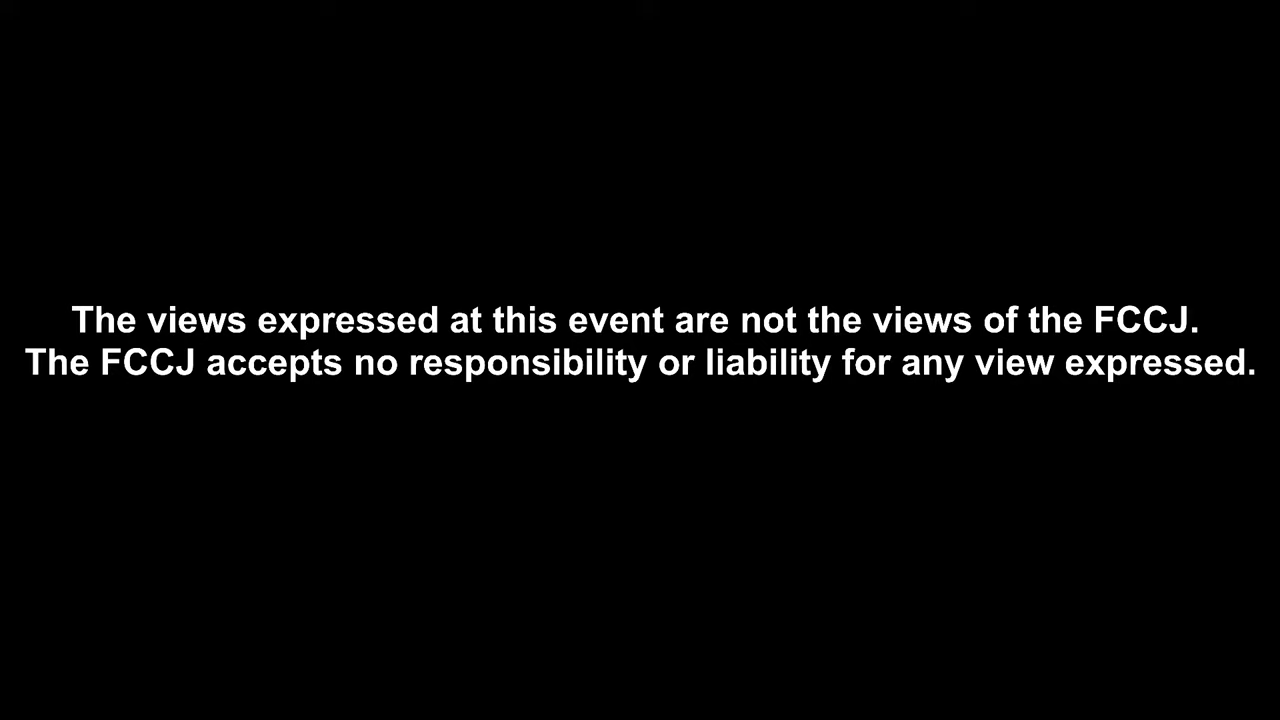 The views expressed at this event are not the views of the FCCJ.
The FCCJ accepts no responsibility or liability for any view expressed.